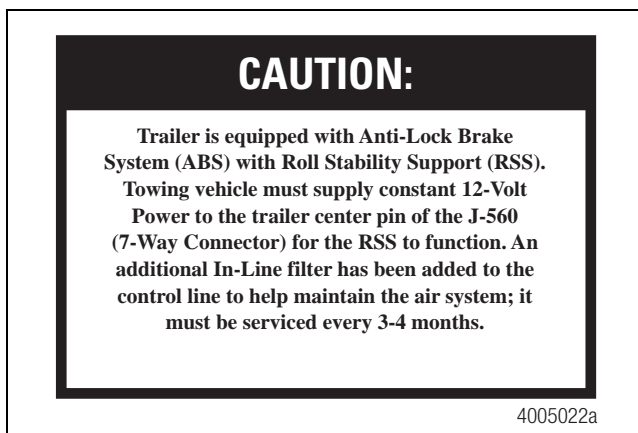 CAUTION:
Trailer is equipped with Anti-Lock Brake
System (ABS) with Roll Stability Support (RSS).
Towing vehicle must supply constant 12-Volt
Power to the trailer center pin of the J-560
(7-Way Connector) for the RSS to function. An
additional In-Line filter has been added to the
control line to help maintain the air system; it
must be serviced every 3-4 months.
4005022a